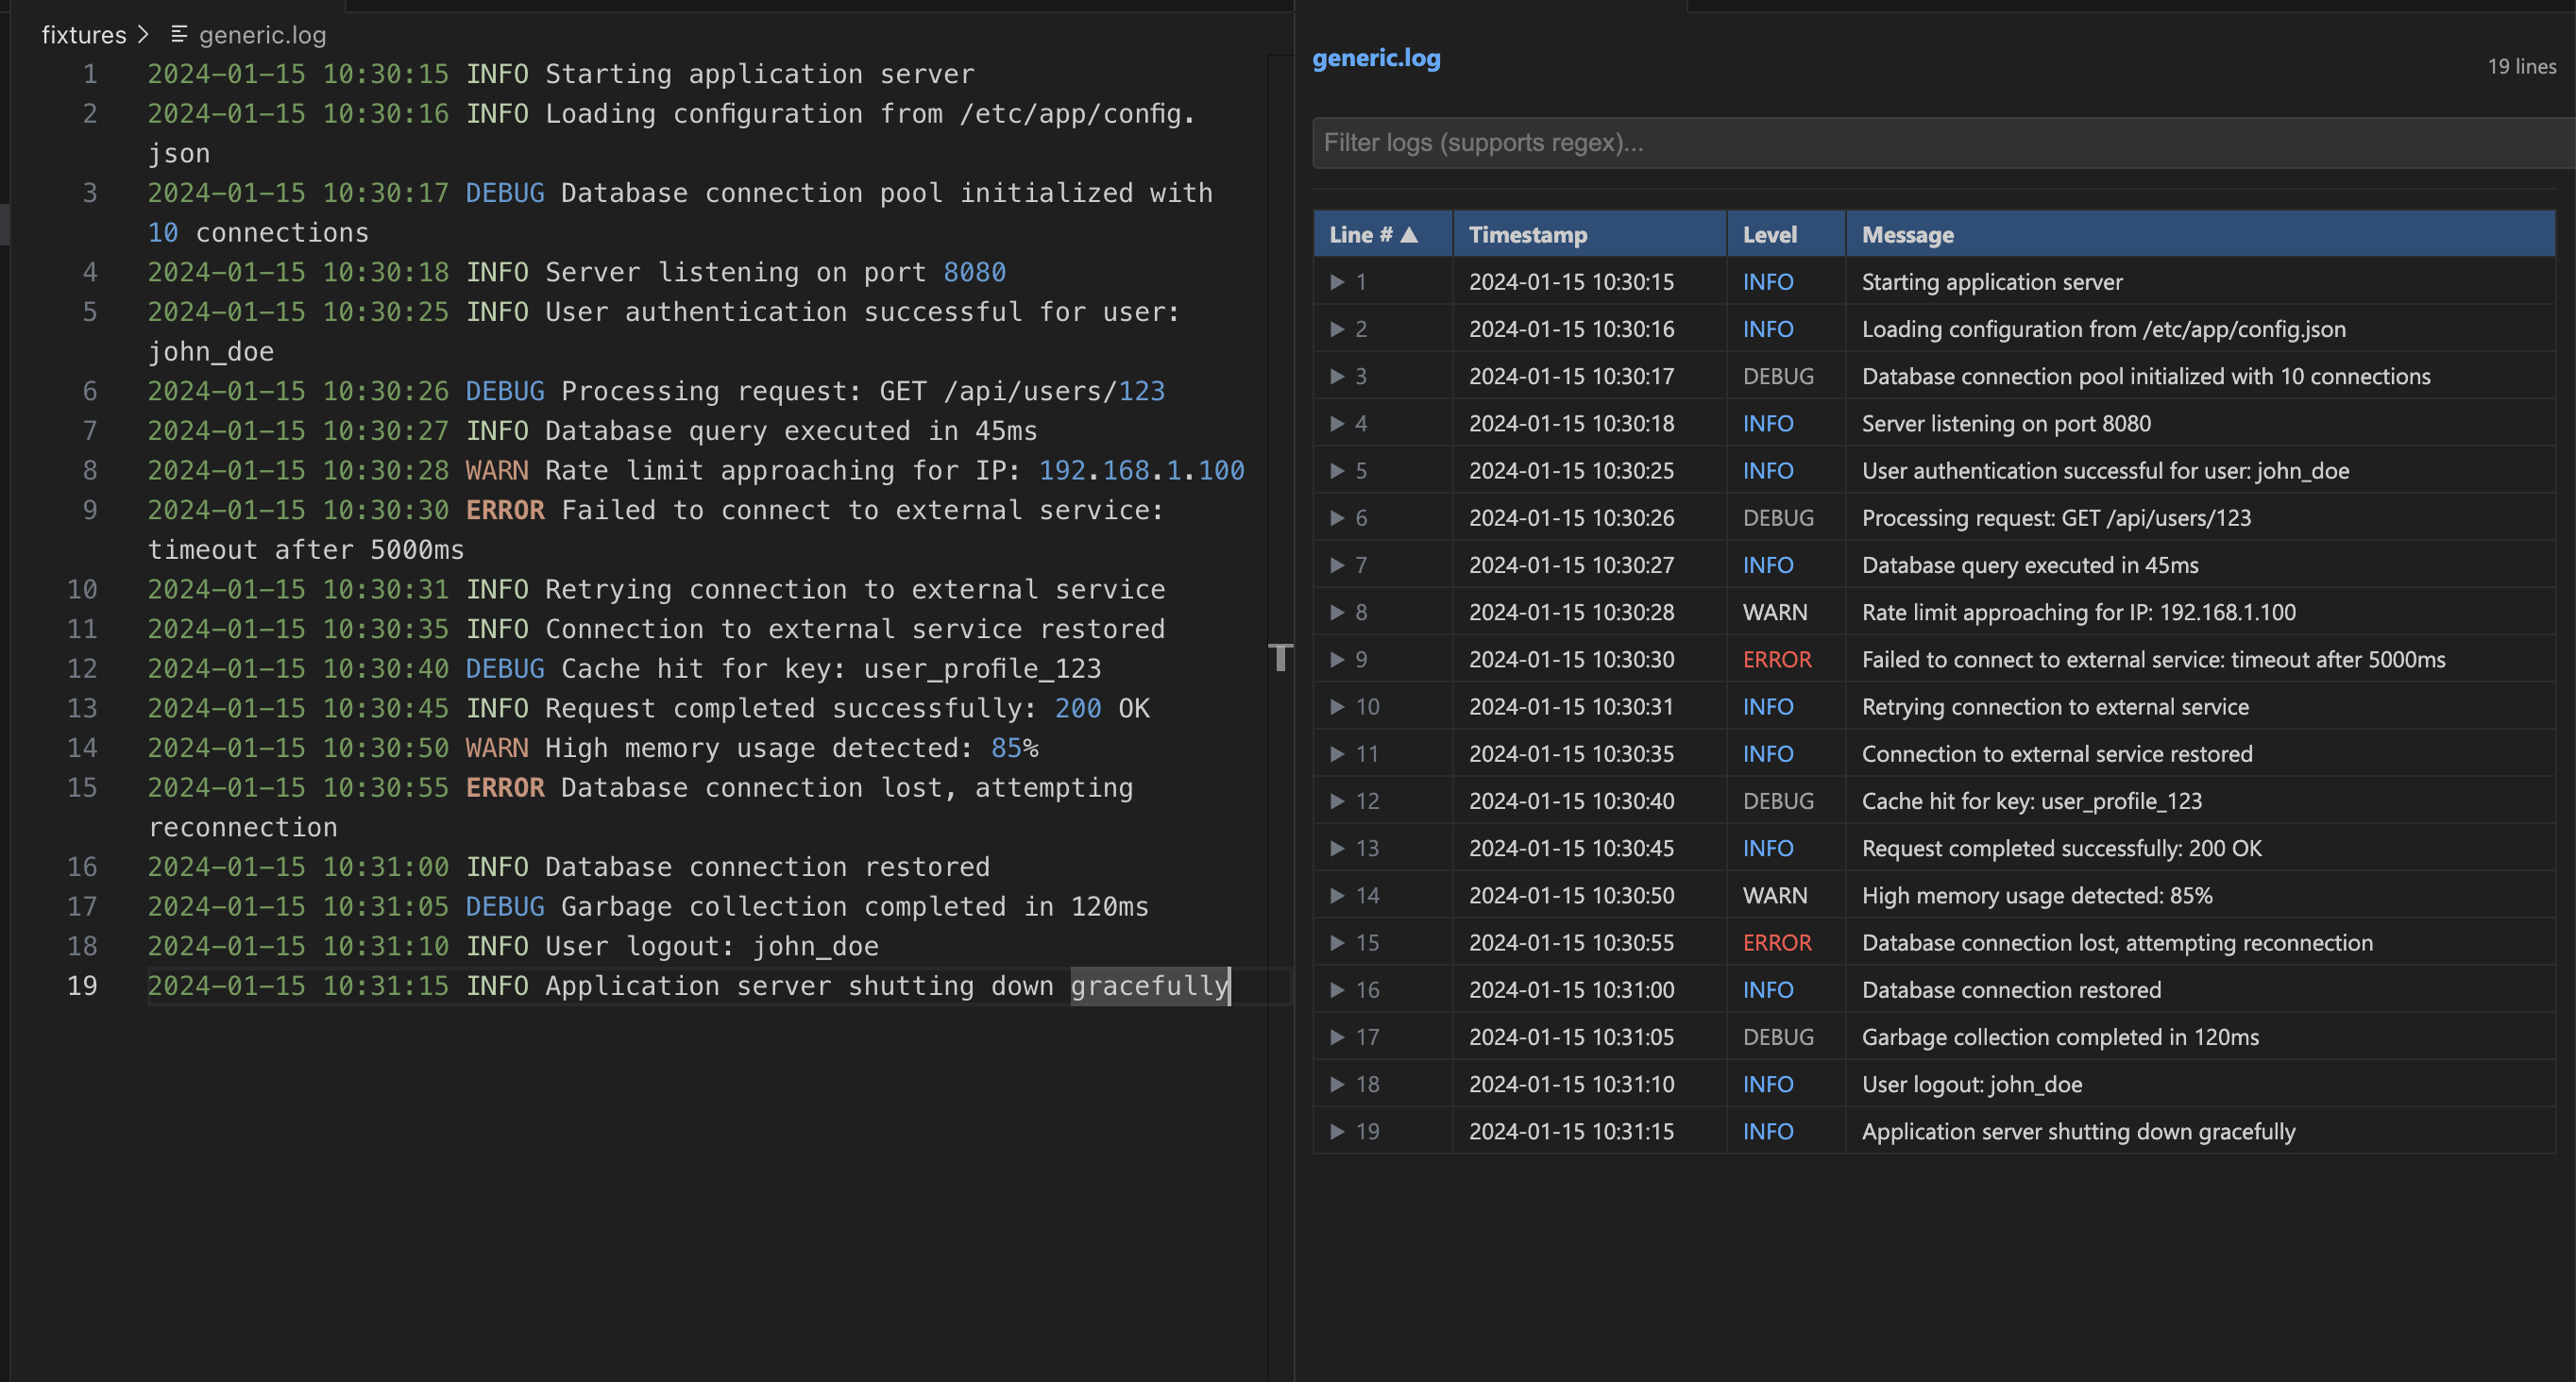 fixtures > generic.log
1 2024-01-15 10:30:15 INFO Starting application server
2 2024-01-15 10:30:16 INFO Loading configuration from /etc/app/config.
json
3 2024-01-15 10:30:17 DEBUG Database connection pool initialized with
10 connections
4 2024-01-15 10:30:18 INFO Server listening on port 8080
5 2024-01-15 10:30:25 INFO User authentication successful for user:
john_doe
6 2024-01-15 10:30:26 DEBUG Processing request: GET /api/users/123
7 2024-01-15 10:30:27 INFO Database query executed in 45ms
8 2024-01-15 10:30:28 WARN Rate limit approaching for IP: 192.168.1.100
9 2024-01-15 10:30:30 ERROR Failed to connect to external service:
timeout after 5000ms
10 2024-01-15 10:30:31 INFO Retrying connection to external service
11 2024-01-15 10:30:35 INFO Connection to external service restored
12 2024-01-15 10:30:40 DEBUG Cache hit for key: user_profile_123
13 2024-01-15 10:30:45 INFO Request completed successfully: 200 OK
14 2024-01-15 10:30:50 WARN High memory usage detected: 85%
15 2024-01-15 10:30:55 ERROR Database connection lost, attempting
reconnection
16 2024-01-15 10:31:00 INFO Database connection restored
17 2024-01-15 10:31:05 DEBUG Garbage collection completed in 120ms
18 2024-01-15 10:31:10 INFO User logout: john_doe
19 2024-01-15 10:31:15 INFO Application server shutting down gracefully
generic.log
19 lines
Filter logs (supports regex)...
Line # ▲ Timestamp Level Message
▶ 1 2024-01-15 10:30:15 INFO Starting application server
▶ 2 2024-01-15 10:30:16 INFO Loading configuration from /etc/app/config.json
▶ 3 2024-01-15 10:30:17 DEBUG Database connection pool initialized with 10 connections
▶ 4 2024-01-15 10:30:18 INFO Server listening on port 8080
▶ 5 2024-01-15 10:30:25 INFO User authentication successful for user: john_doe
▶ 6 2024-01-15 10:30:26 DEBUG Processing request: GET /api/users/123
▶ 7 2024-01-15 10:30:27 INFO Database query executed in 45ms
▶ 8 2024-01-15 10:30:28 WARN Rate limit approaching for IP: 192.168.1.100
▶ 9 2024-01-15 10:30:30 ERROR Failed to connect to external service: timeout after 5000ms
▶ 10 2024-01-15 10:30:31 INFO Retrying connection to external service
▶ 11 2024-01-15 10:30:35 INFO Connection to external service restored
▶ 12 2024-01-15 10:30:40 DEBUG Cache hit for key: user_profile_123
▶ 13 2024-01-15 10:30:45 INFO Request completed successfully: 200 OK
▶ 14 2024-01-15 10:30:50 WARN High memory usage detected: 85%
▶ 15 2024-01-15 10:30:55 ERROR Database connection lost, attempting reconnection
▶ 16 2024-01-15 10:31:00 INFO Database connection restored
▶ 17 2024-01-15 10:31:05 DEBUG Garbage collection completed in 120ms
▶ 18 2024-01-15 10:31:10 INFO User logout: john_doe
▶ 19 2024-01-15 10:31:15 INFO Application server shutting down gracefully